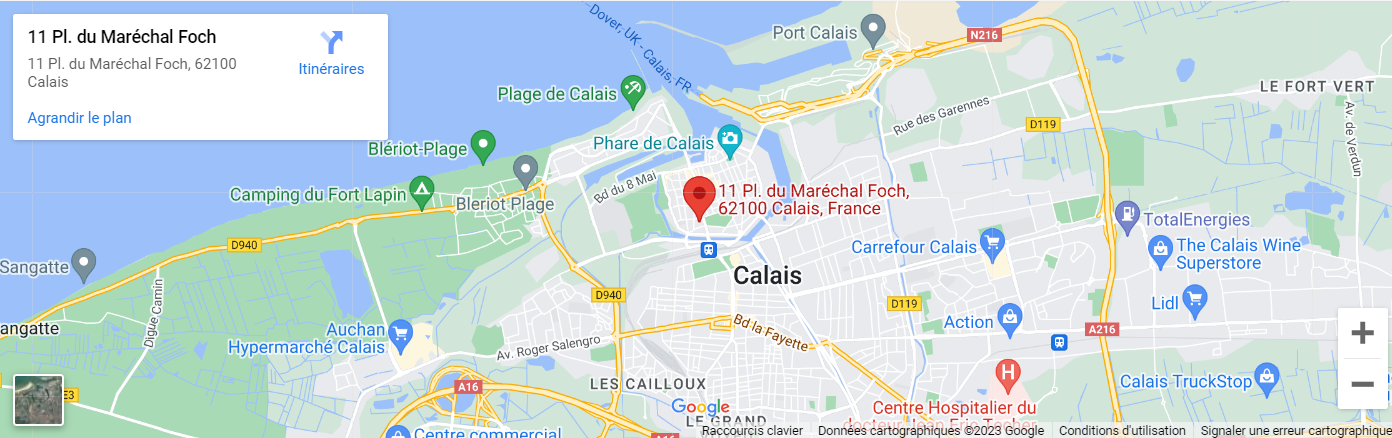 11 Pl. du Maréchal Foch
11 Pl. du Maréchal Foch, 62100
Calais
Itinéraires
Agrandir le plan
Dover, UK - Calais, FR
Port Calais
N216
LE FORT VERT
Plage de Calais
Rue des Garennes
D119
Av. de Verdun
Phare de Calais
Blériot-Plage
Bd du 8 Mai
Camping du Fort Lapin
Bleriot Plage
11 Pl. du Maréchal Foch,
62100 Calais, France
TotalEnergies
D940
Carrefour Calais
The Calais Wine
Superstore
Sangatte
Calais
Digue Camin
D940
D119
Lidl
angatte
Auchan
Hypermarché Calais
Bd la Fayette
Action
A216
Av. Roger Salengro
E3
A16
LES CAILLOUX
H
Calais TruckStop
Google
LE GRAND
Centre Hospitalier du
docteur Jean-Eric Techer
Centre commercial
A16
Raccourcis clavier
Données cartographiques ©2023 Google
Conditions d'utilisation
Signaler une erreur cartographique